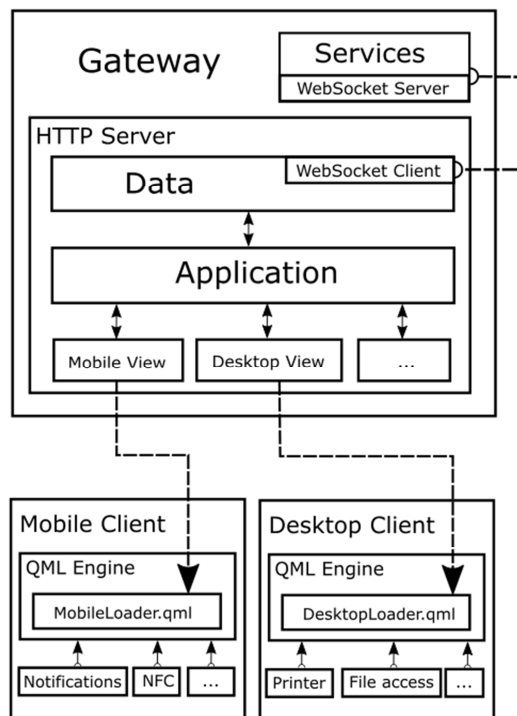 Gateway
Services
WebSocket Server
HTTP Server
WebSocket Client
Data
Application
Mobile View
Desktop View
...
Mobile Client
QML Engine
MobileLoader.qml
Notifications
NFC
...
Desktop Client
QML Engine
DesktopLoader.qml
Printer
File access
...